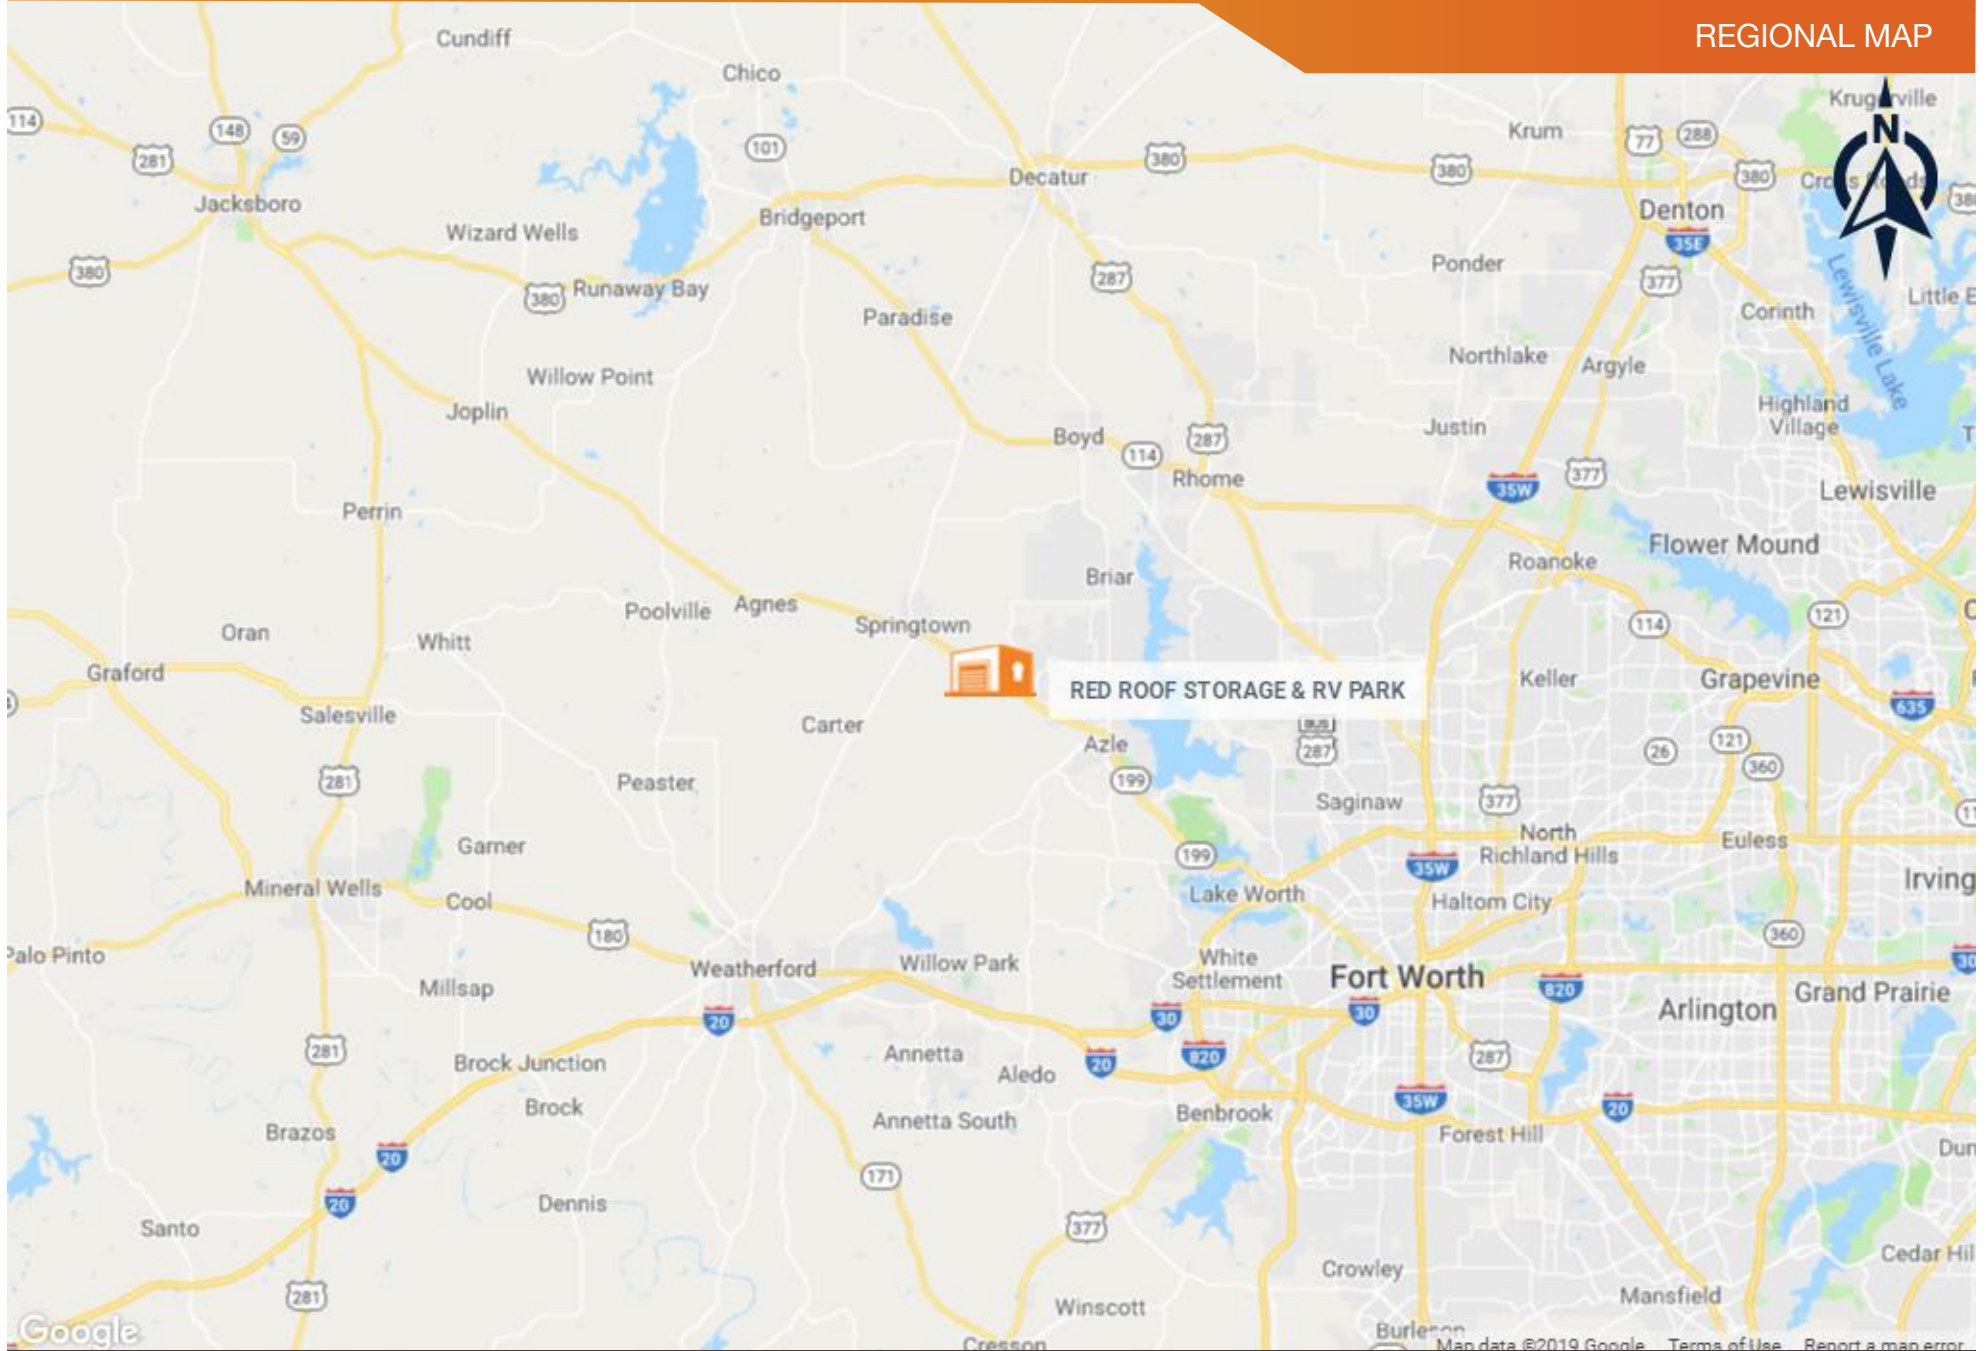 REGIONAL MAP
Cundiff
Chico
114
148
59
281
101
Krum
77
288
Krugerville
N
Jacksboro
Decatur
380
380
380
Cross Roads
Wizard Wells
Bridgeport
Denton
35E
380
380
Runaway Bay
287
Ponder
377
Corinth
Little E
Lewisville Lake
Paradise
Northlake
Argyle
Willow Point
Joplin
Highland
Village
Boyd
114
287
Justin
T
Rhome
35W
377
Lewisville
Perrin
Flower Mound
Roanoke
Briar
Poolville
Agnes
Springtown
114
121
Oran
Whitt
Graford
Keller
Grapevine
RED ROOF STORAGE & RV PARK
635
Salesville
Carter
Azle
287
26
121
360
281
Peaster
199
Saginaw
377
North
Richland Hills
Euless
Garner
199
35W
Irving
Mineral Wells
Cool
Lake Worth
Haltom City
180
360
Palo Pinto
Weatherford
Willow Park
White
Settlement
Fort Worth
820
30
Millsap
Arlington
Grand Prairie
20
30
30
281
Brock Junction
Annetta
Aledo
20
820
287
Brock
Annetta South
Benbrook
35W
20
Brazos
Forest Hill
20
Dun
171
20
Dennis
Santo
377
Cedar Hil
Crowley
281
Winscott
Mansfield
Google
Cresson
Burleson
Map data ©2019 Google
Terms of Use
Report a map error